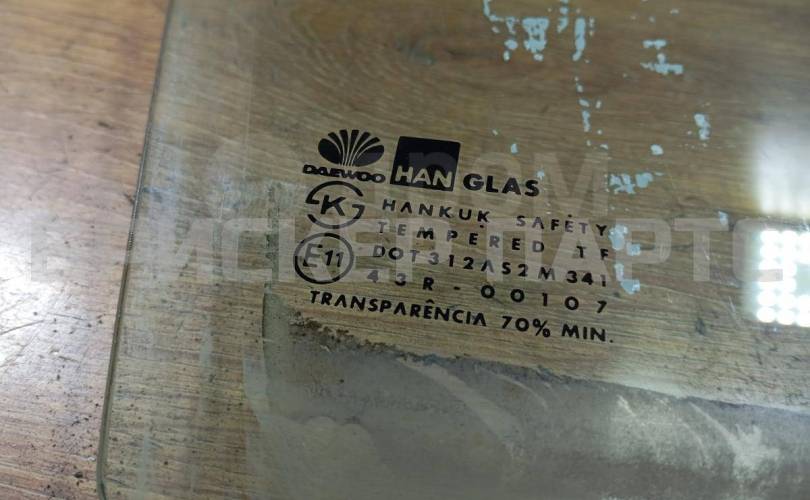 DAEWOO HAN GLAS
HANKUK SAFETY
TEMPERED TF
E11 DOT312AS2M341
43R-00107
TRANSPARÊNCIA 70% MIN.